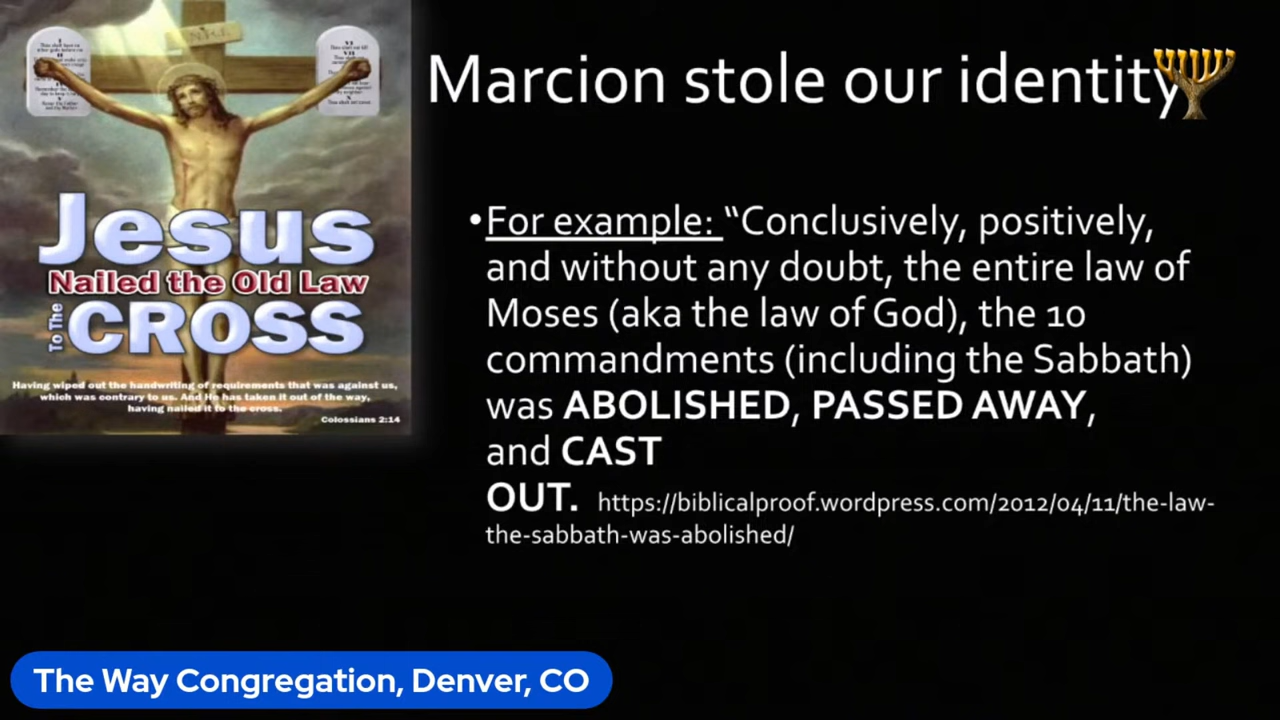 Marcion stole our identity
Jesus
Nailed the Old Law
To The
CROSS
Having wiped out the handwriting of requirements that was against us,
which was contrary to us. And He has taken it out of the way,
having nailed it to the cross.
Colossians 2:14
•For example: “Conclusively, positively,
and without any doubt, the entire law of
Moses (aka the law of God), the 10
commandments (including the Sabbath)
was ABOLISHED, PASSED AWAY,
and CAST
OUT. https://biblicalproof.wordpress.com/2012/04/11/the-law-
the-sabbath-was-abolished/
The Way Congregation, Denver, CO